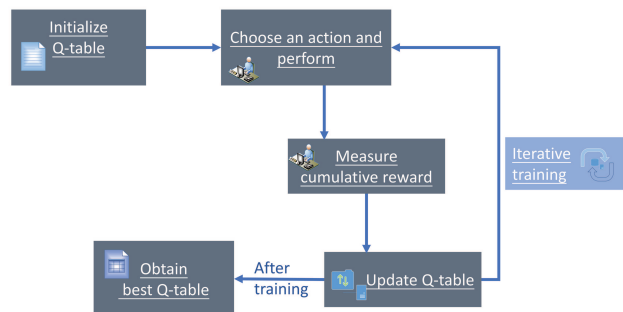 Initialize
Q-table
Choose an action and
perform
Measure
cumulative reward
Iterative
training
Update Q-table
After
training
Obtain
best Q-table